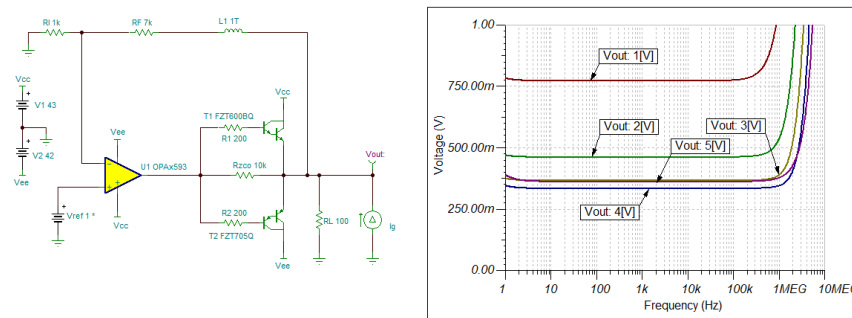 RI 1k
RF 7k
L1 1T
Vcc
V1 43
V2 42
Vee
Vee
U1 OPAx593
Vcc
Vref 1 *
T1 FZT600BQ
R1 200
Vcc
Rzco 10k
R2 200
T2 FZT705Q
Vee
RL 100
Vout:
Ig
Voltage (V)
1.00
750.00m
500.00m
250.00m
0.00
Vout: 1[V]
Vout: 2[V]
Vout: 3[V]
Vout: 5[V]
Vout: 4[V]
1 10 100 1k 10k 100k 1MEG 10MEG
Frequency (Hz)